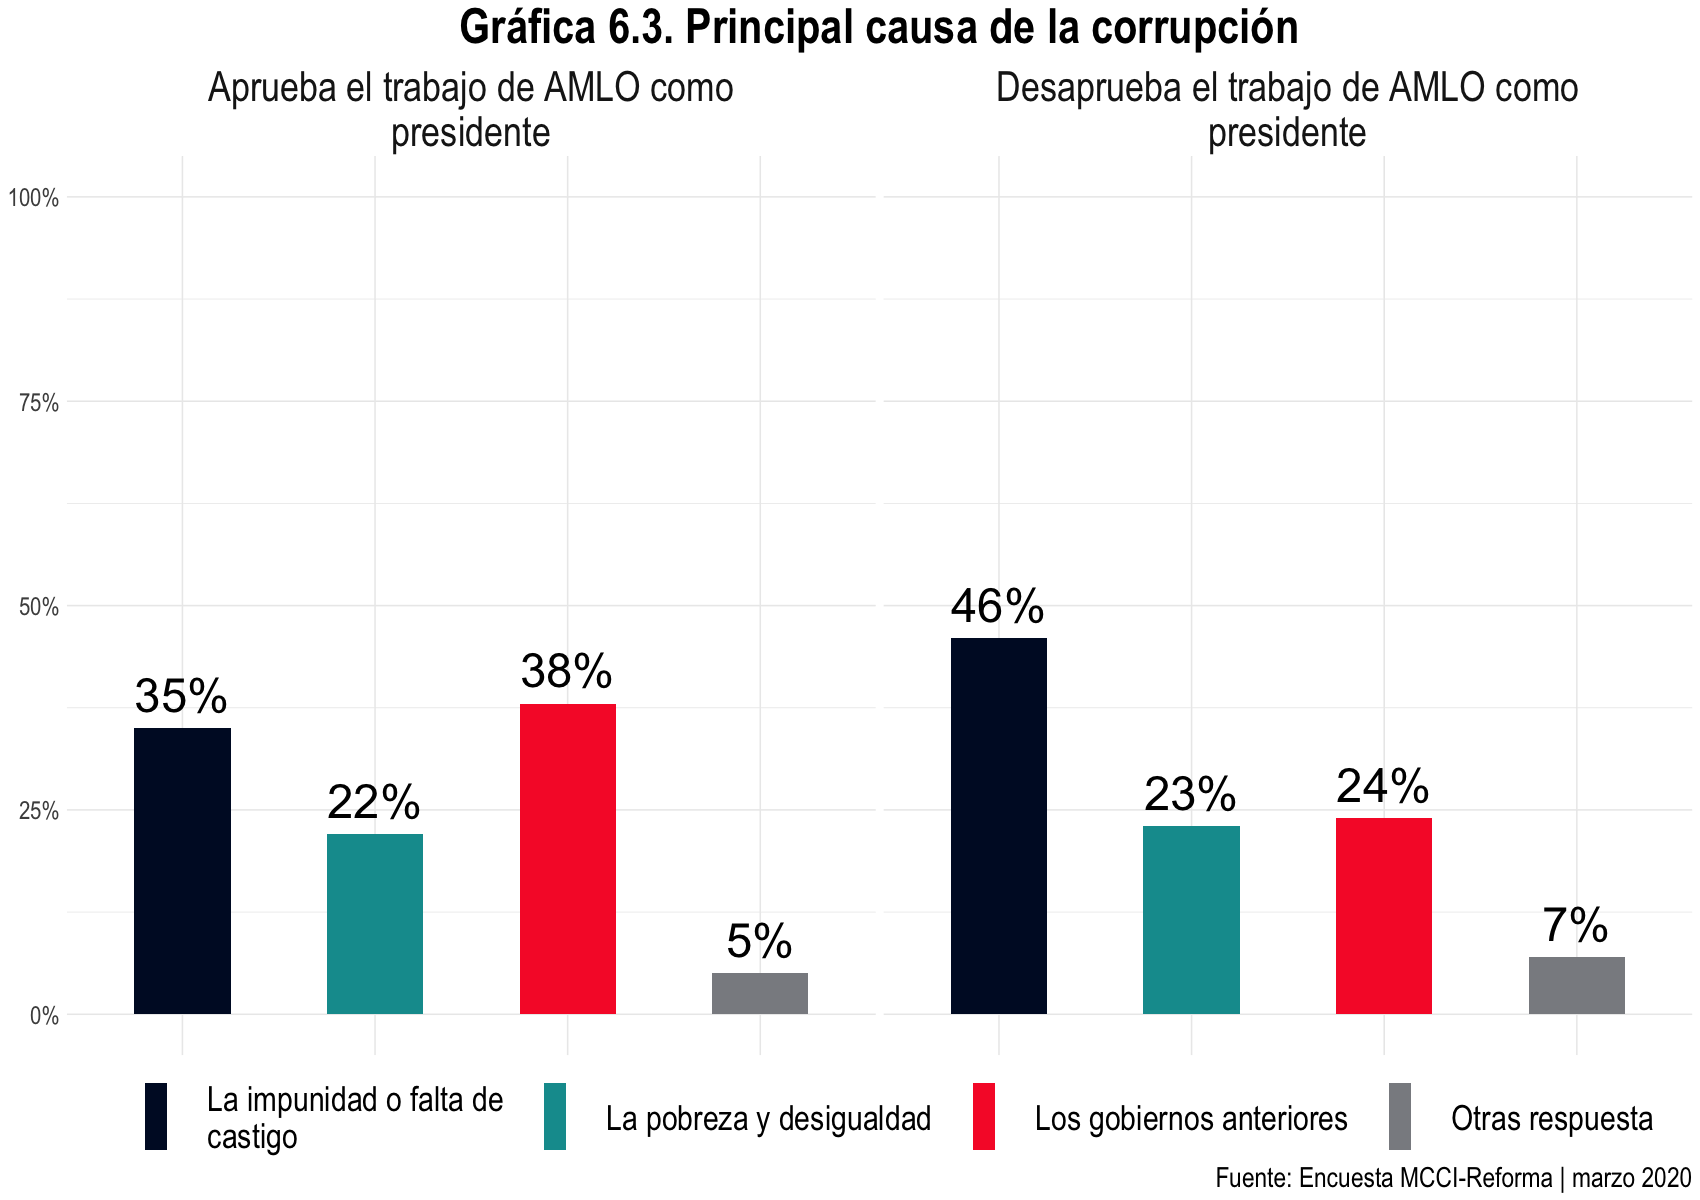 Gráfica 6.3. Principal causa de la corrupción
Aprueba el trabajo de AMLO como
presidente
Desaprueba el trabajo de AMLO como
presidente
100%
75%
50%
25%
0%
35%
22%
38%
5%
46%
23%
24%
7%
La impunidad o falta de
castigo
La pobreza y desigualdad
Los gobiernos anteriores
Otras respuesta
Fuente: Encuesta MCCI-Reforma | marzo 2020